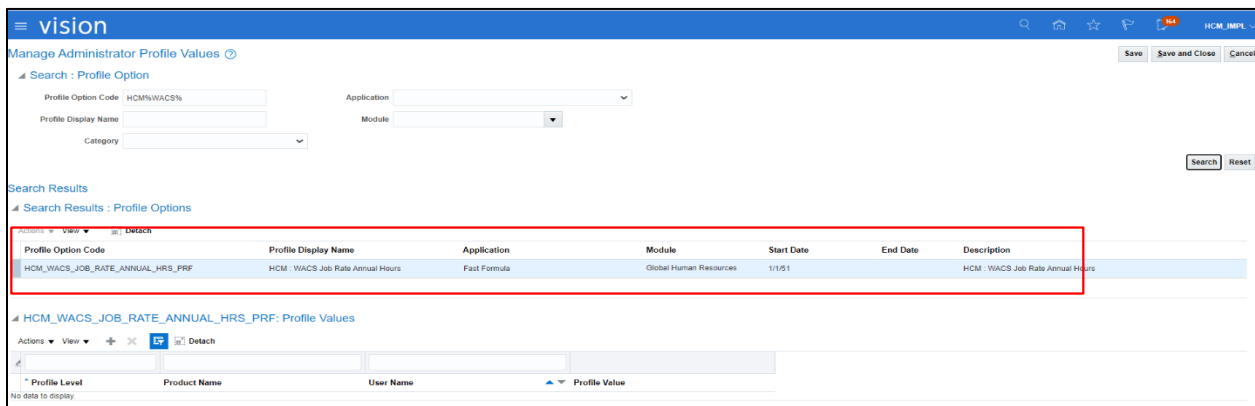 vision
164
HCM_IMPL
Manage Administrator Profile Values
Save
Save and Close
Cancel
Search : Profile Option
Profile Option Code HCM%WACS%
Application
Profile Display Name
Module
Category
Search
Reset
Search Results
Search Results : Profile Options
Actions View Detach
Profile Option Code Profile Display Name Application Module Start Date End Date Description
HCM_WACS_JOB_RATE_ANNUAL_HRS_PRF HCM : WACS Job Rate Annual Hours Fast Formula Global Human Resources 1/1/51 HCM : WACS Job Rate Annual Hours
HCM_WACS_JOB_RATE_ANNUAL_HRS_PRF: Profile Values
Actions View Detach
Profile Level Product Name User Name Profile Value
No data to display